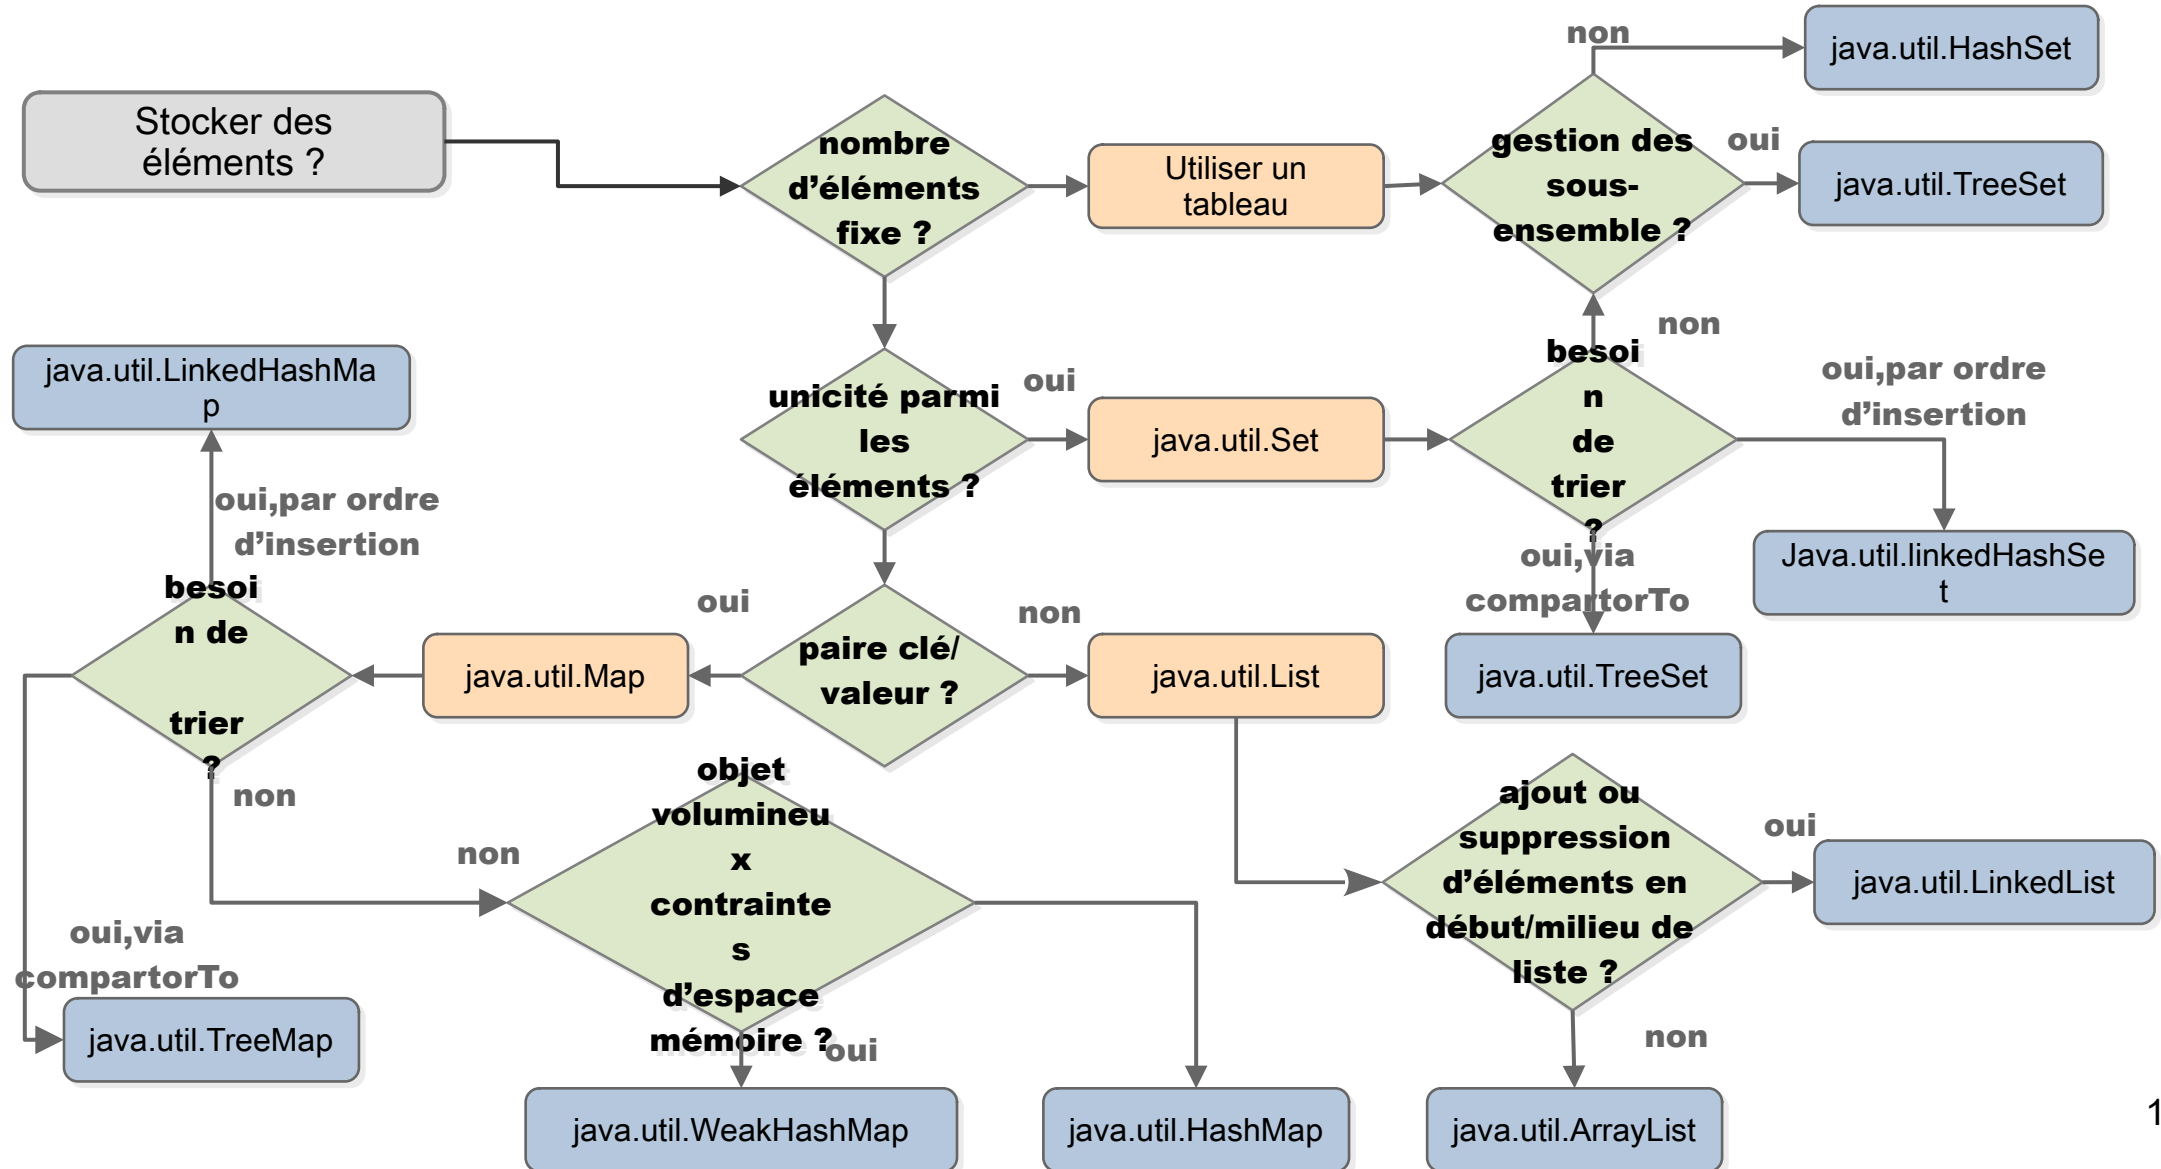 non
java.util.HashSet
Stocker des
éléments ?
nombre
d’éléments
fixe ?
Utiliser un
tableau
gestion des
sous-
ensemble ?
oui
java.util.TreeSet
non
java.util.LinkedHashMa
p
unicité parmi
les
éléments ?
oui
java.util.Set
besoi
n
de
trier
?
oui,par ordre
d’insertion
oui,par ordre
d’insertion
oui,via
compartorTo
Java.util.linkedHashSe
t
besoi
n de
trier
?
oui
java.util.Map
paire clé/
valeur ?
non
java.util.List
java.util.TreeSet
non
non
objet
volumineu
x
contrainte
s
d’espace
mémoire ?
ajout ou
suppression
d’éléments en
début/milieu de
liste ?
oui
java.util.LinkedList
oui,via
compartorTo
java.util.TreeMap
oui
non
java.util.WeakHashMap
java.util.HashMap
java.util.ArrayList
1